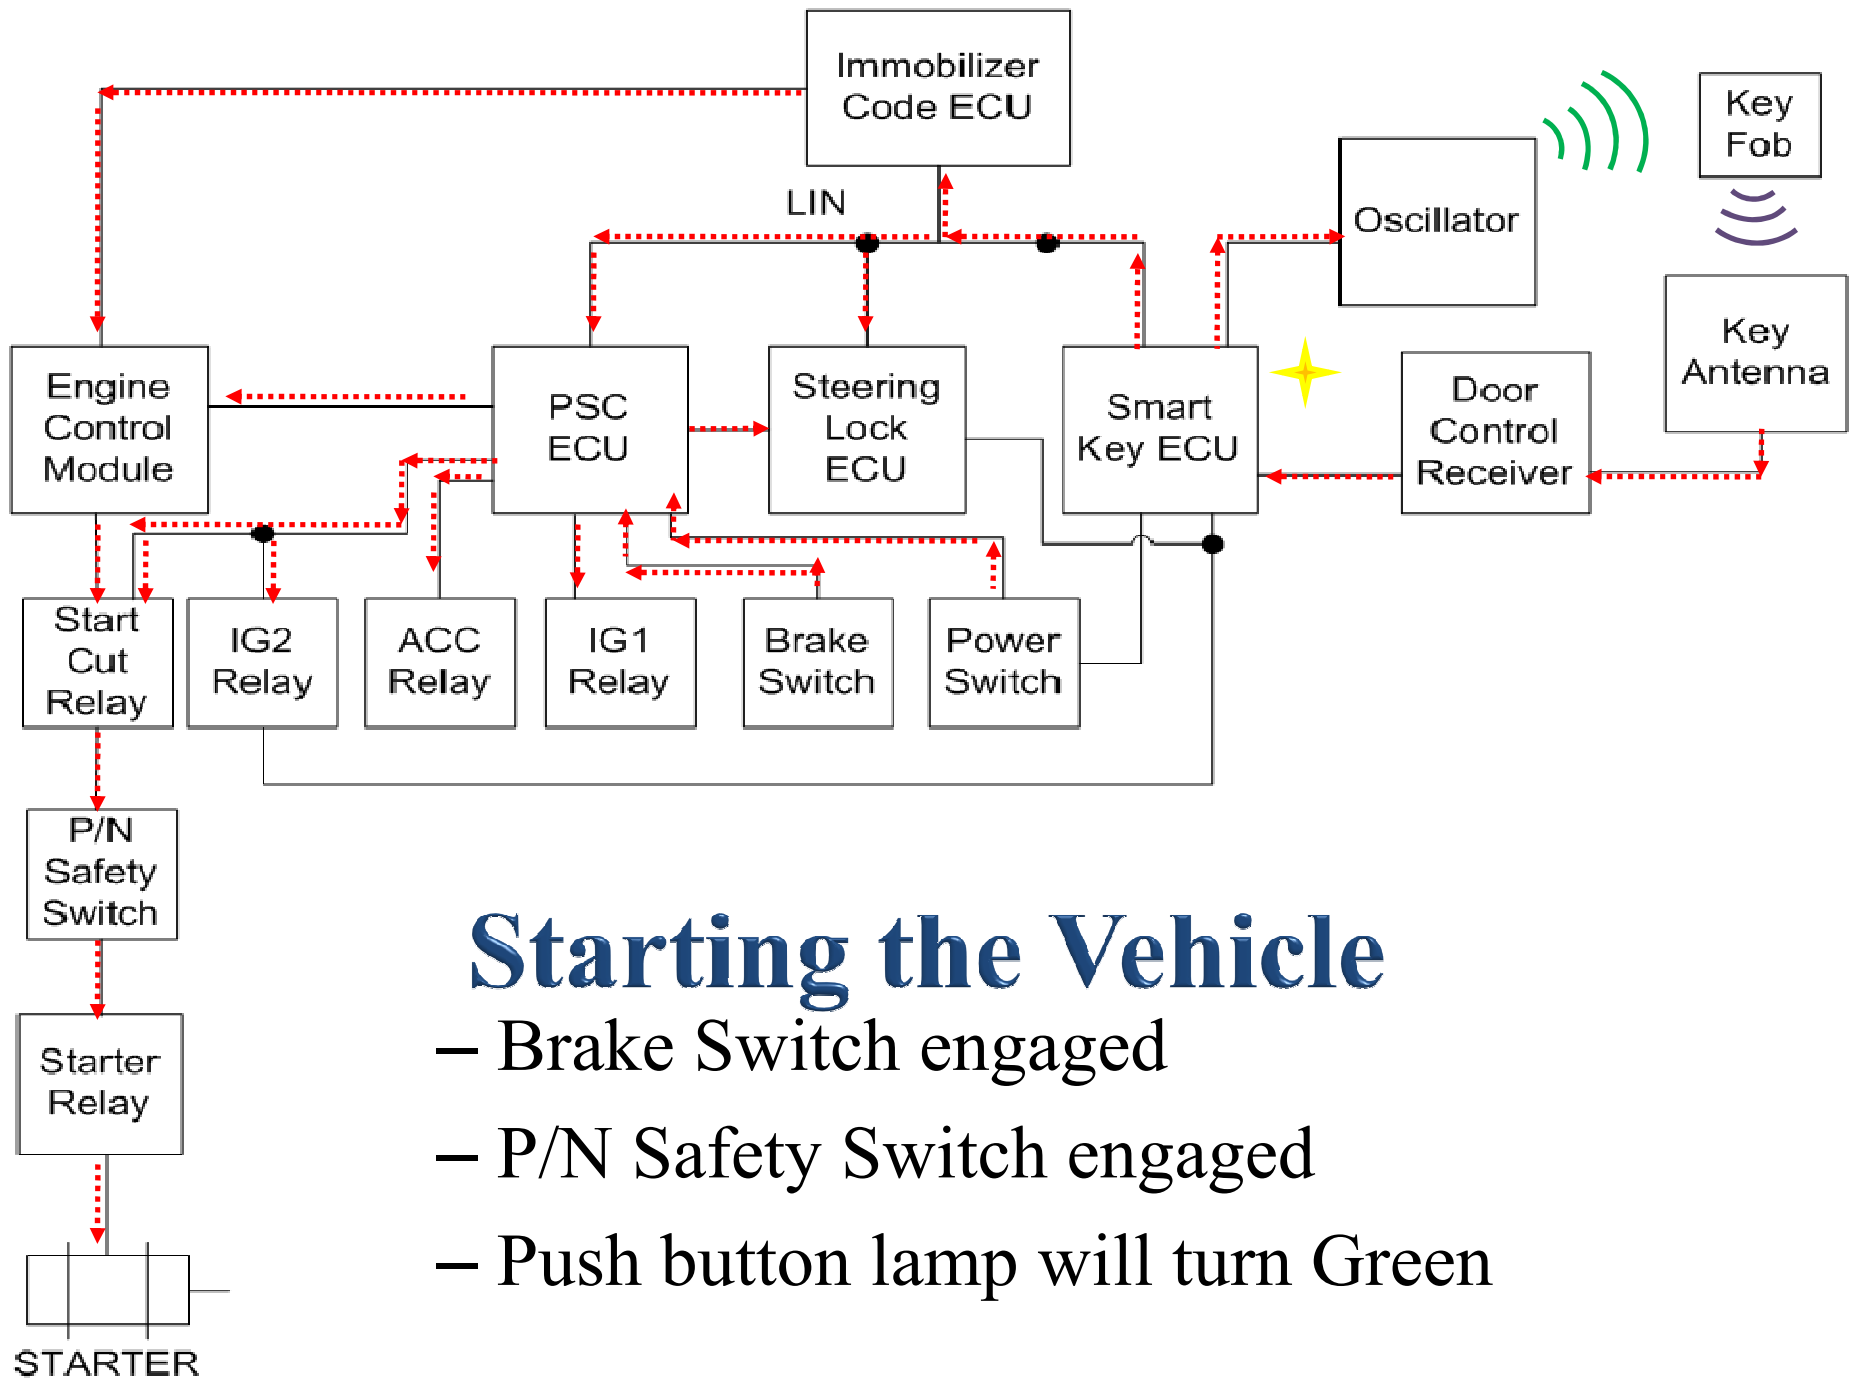 Immobilizer
Code ECU
Key
Fob
LIN
Oscillator
Key
Antenna
Engine
Control
Module
PSC
ECU
Steering
Lock
ECU
Smart
Key ECU
Door
Control
Receiver
Start
Cut
Relay
IG2
Relay
ACC
Relay
IG1
Relay
Brake
Switch
Power
Switch
P/N
Safety
Switch
Starter
Relay
STARTER
Starting the Vehicle
– Brake Switch engaged
– P/N Safety Switch engaged
– Push button lamp will turn Green